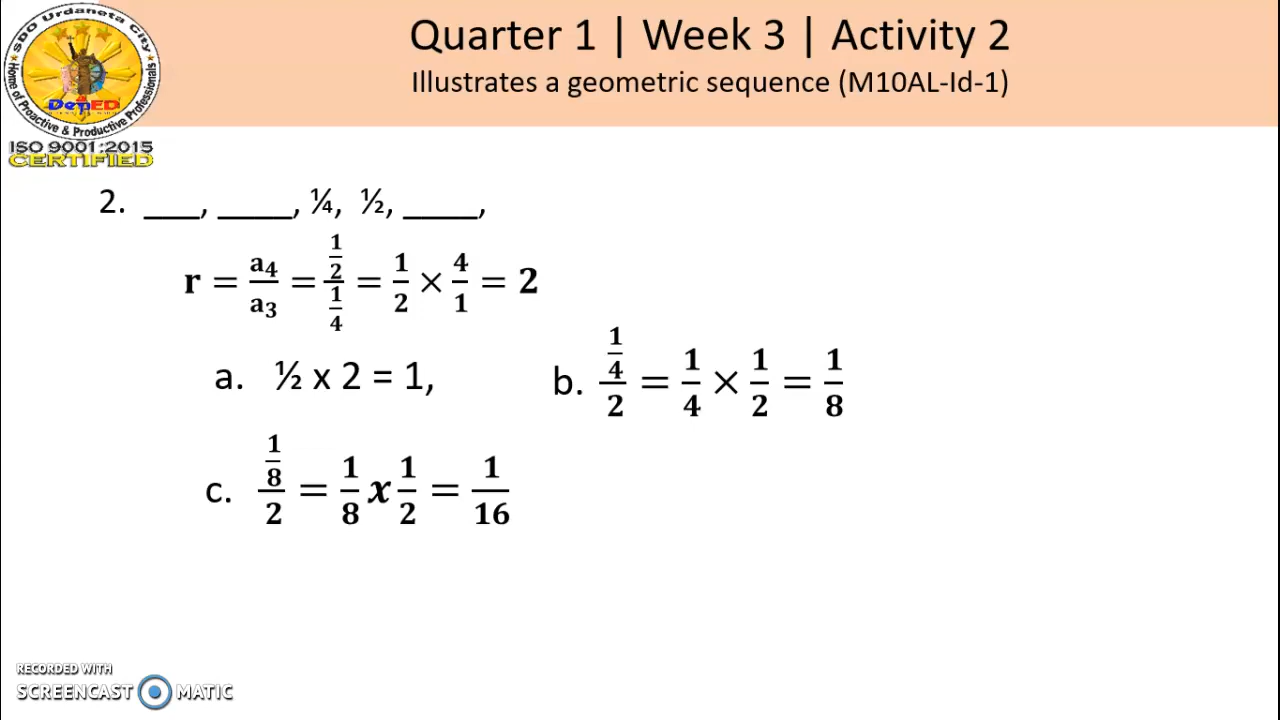 SDO Urdaneta City
Home of Proactive & Productive Professionals
DepED
ISO 9001:2015
CERTIFIED
Quarter 1 | Week 3 | Activity 2
Illustrates a geometric sequence (M10AL-Id-1)
2. ___, ____, ¼, ½, ____,
r = a₄/a₃ = (1/2)/(1/4) = 1/2 × 4/1 = 2
a. ½ x 2 = 1,
b. (1/4)/2 = 1/4 × 1/2 = 1/8
c. (1/8)/2 = 1/8 x 1/2 = 1/16
RECORDED WITH
SCREENCAST MATIC